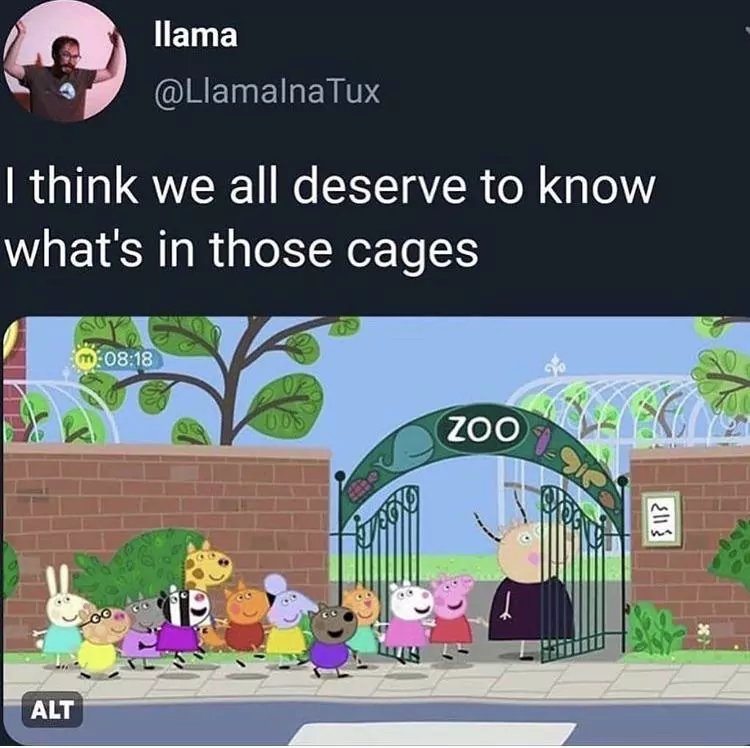 llama
@LlamaInaTux
I think we all deserve to know
what's in those cages
m 08:18
ZOO
ALT